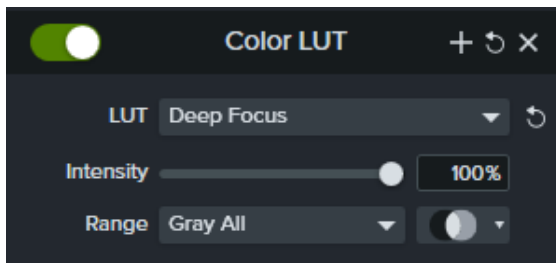 Color LUT
LUT Deep Focus
Intensity 100%
Range Gray All